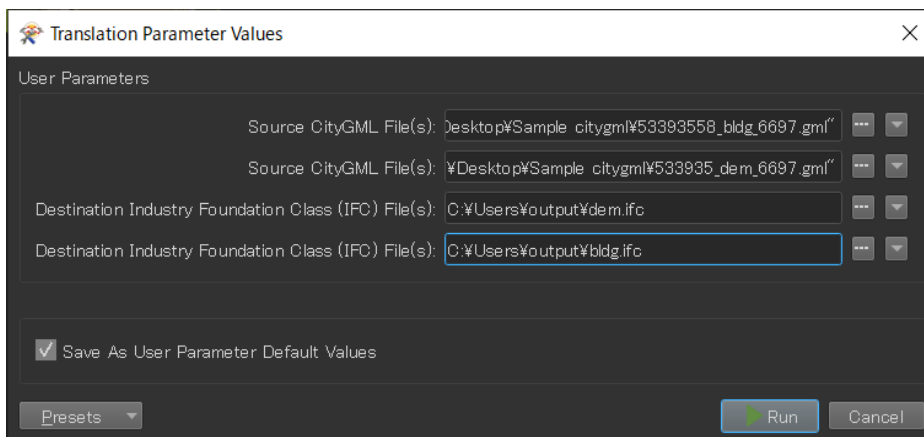 Translation Parameter Values
User Parameters
Source CityGML File(s): Desktop¥Sample citygml¥53393558_bldg_6697.gml"
Source CityGML File(s): ¥Desktop¥Sample citygml¥533935_dem_6697.gml"
Destination Industry Foundation Class (IFC) File(s): C:¥Users¥output¥dem.ifc
Destination Industry Foundation Class (IFC) File(s): C:¥Users¥output¥bldg.ifc
Save As User Parameter Default Values
Presets
Run
Cancel